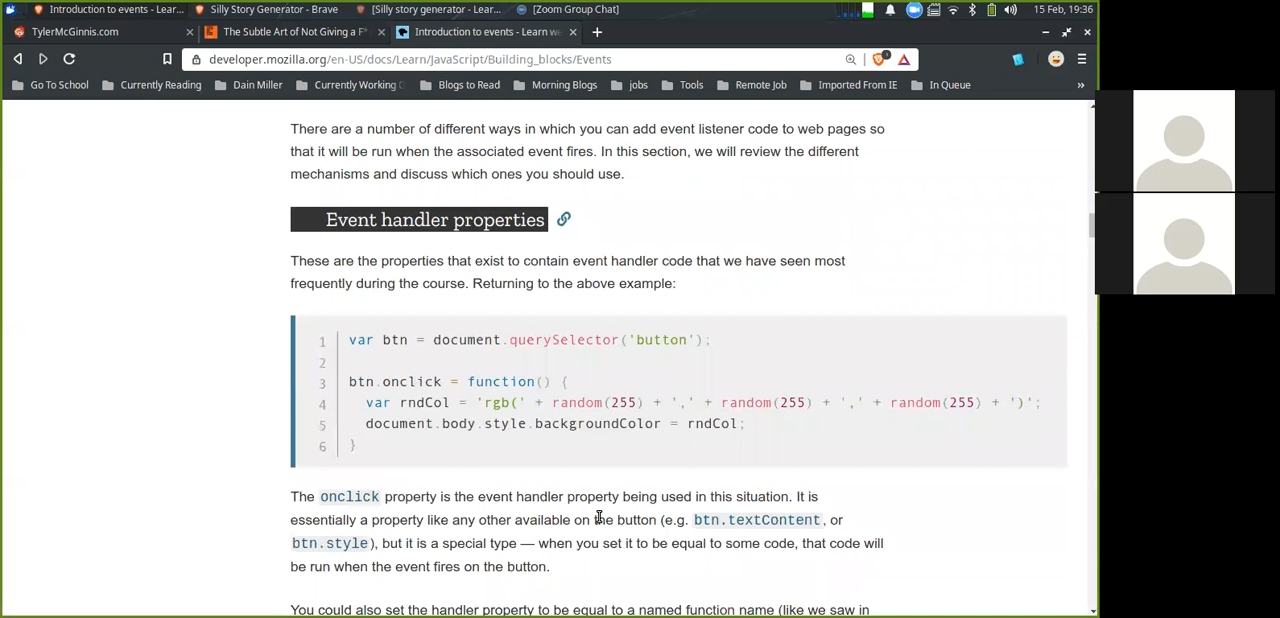 Introduction to events - Lear... Silly Story Generator - Brave [Silly story generator - Lear... [Zoom Group Chat] 15 Feb, 19:36
TylerMcGinnis.com The Subtle Art of Not Giving a F* Introduction to events - Learn we
developer.mozilla.org/en-US/docs/Learn/JavaScript/Building_blocks/Events
Go To School Currently Reading Dain Miller Currently Working Blogs to Read Morning Blogs jobs Tools Remote Job Imported From IE In Queue »
There are a number of different ways in which you can add event listener code to web pages so
that it will be run when the associated event fires. In this section, we will review the different
mechanisms and discuss which ones you should use.
Event handler properties
These are the properties that exist to contain event handler code that we have seen most
frequently during the course. Returning to the above example:
1 var btn = document.querySelector('button');
2
3 btn.onclick = function() {
4 var rndCol = 'rgb(' + random(255) + ',' + random(255) + ',' + random(255) + ')';
5 document.body.style.backgroundColor = rndCol;
6 }
The onclick property is the event handler property being used in this situation. It is
essentially a property like any other available on the button (e.g. btn.textContent, or
btn.style), but it is a special type — when you set it to be equal to some code, that code will
be run when the event fires on the button.
You could also set the handler property to be equal to a named function name (like we saw in